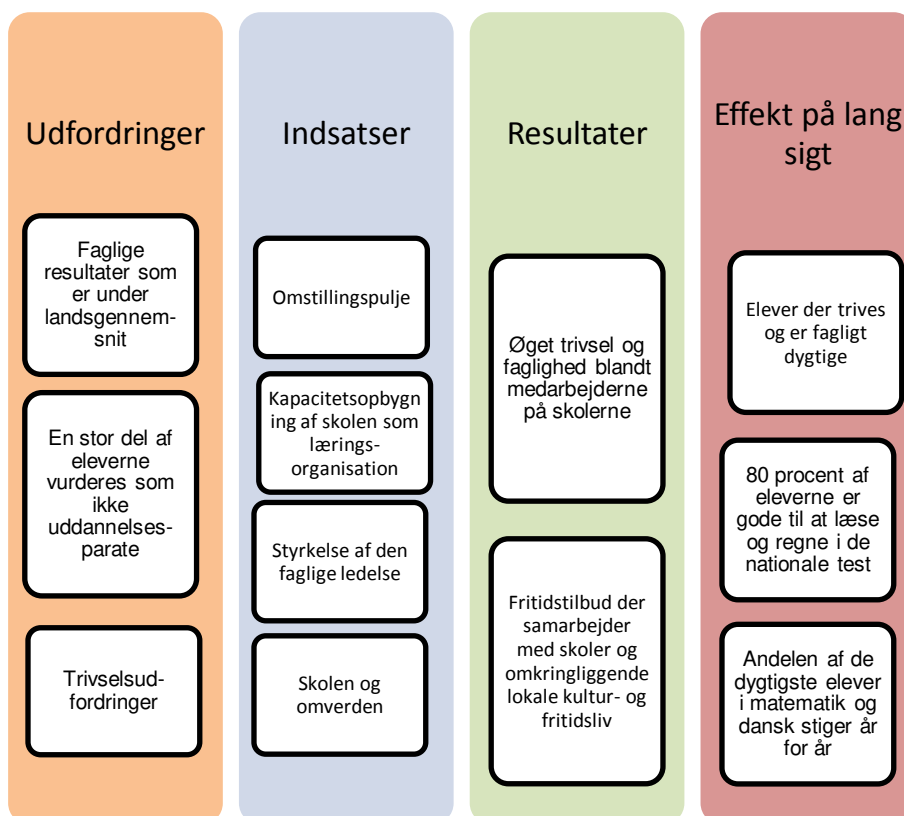 Udfordringer
Faglige
resultater som
er under
landsgennem-
snit
En stor del af
eleverne
vurderes som
ikke
uddannelses-
parate
Trivselsud-
fordringer
Indsatser
Omstillingspulje
Kapacitetsopbygn
ing af skolen som
lærings-
organisation
Styrkelse af den
faglige ledelse
Skolen og
omverden
Resultater
Øget trivsel og
faglighed blandt
medarbejderne
på skolerne
Fritidstilbud der
samarbejder
med skoler og
omkringliggende
lokale kultur- og
fritidsliv
Effekt på lang
sigt
Elever der trives
og er fagligt
dygtige
80 procent af
eleverne er
gode til at læse
og regne i de
nationale test
Andelen af de
dygtigste elever
i matematik og
dansk stiger år
for år